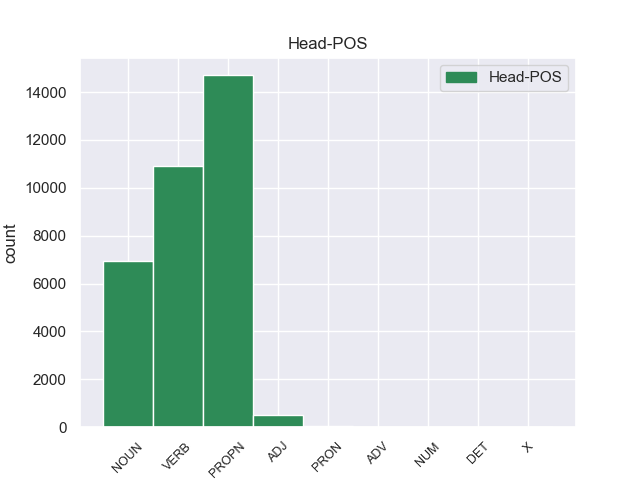 Head-POS
Head-POS
count
14000
12000
10000
8000
6000
4000
2000
0
NOUN VERB PROPN ADJ PRON ADV NUM DET X